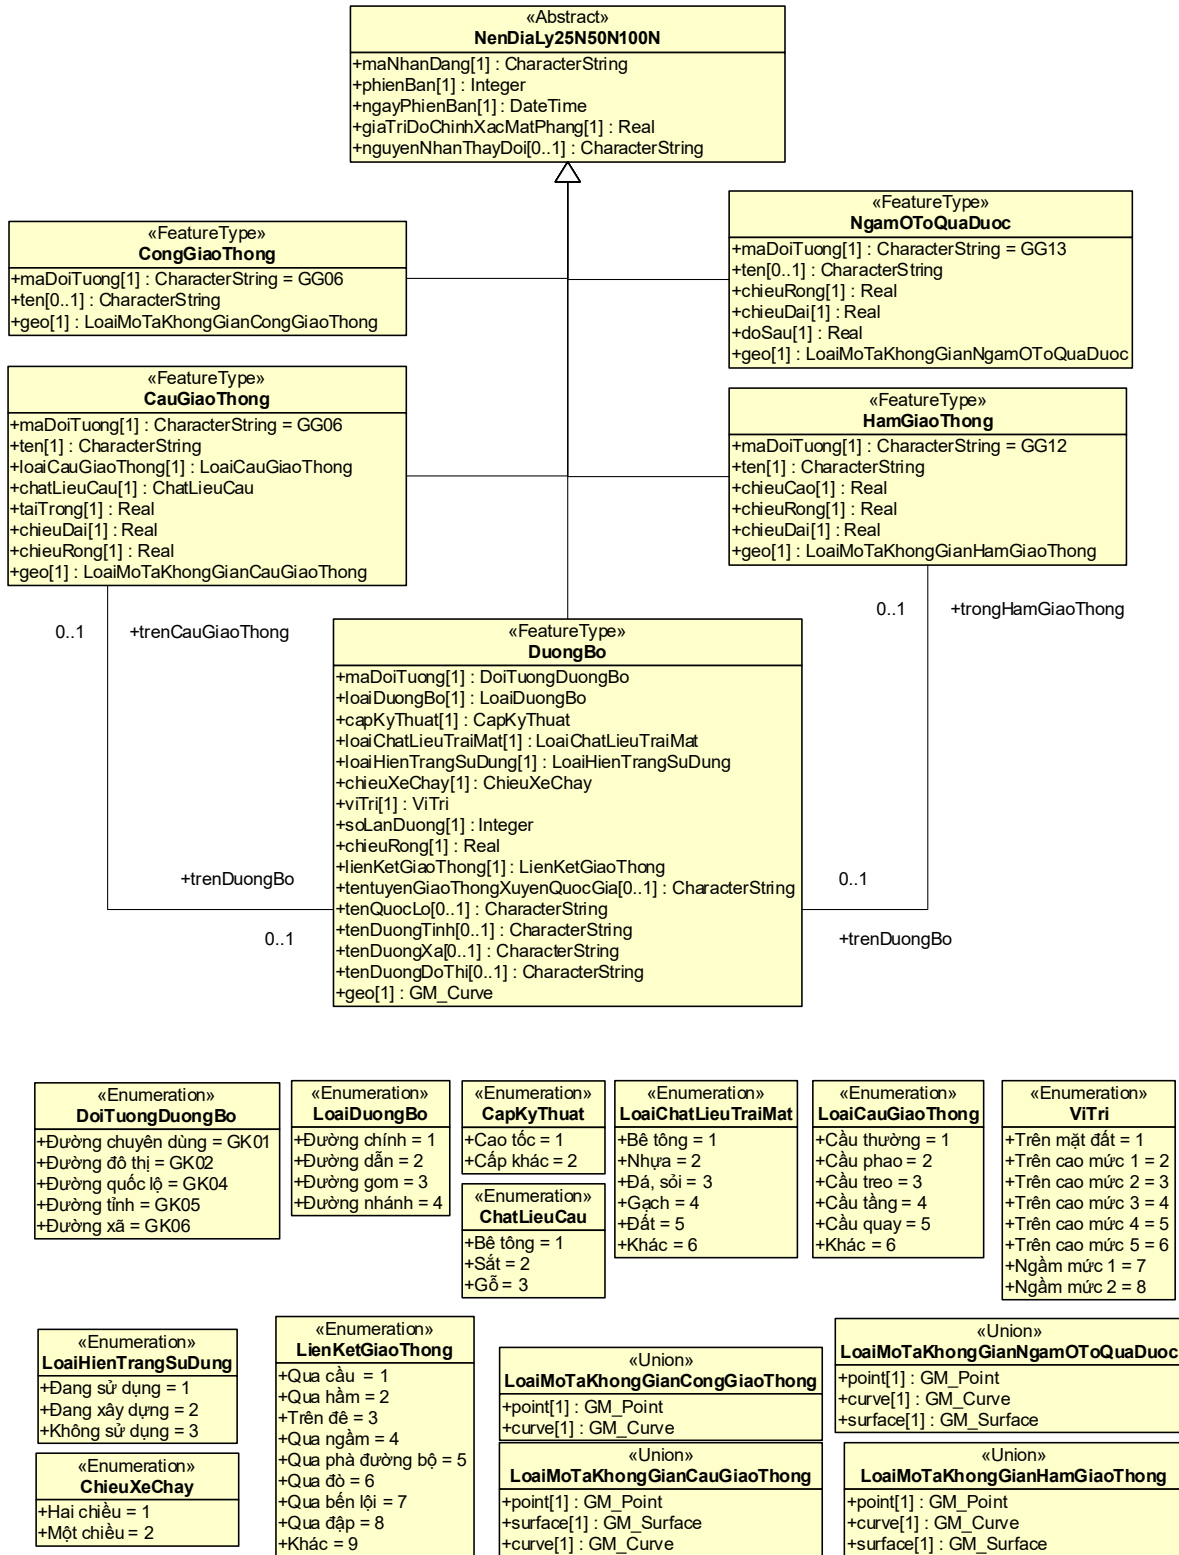 «Abstract»
NenDiaLy25N50N100N
+maNhanDang[1] : CharacterString
+phienBan[1] : Integer
+ngayPhienBan[1] : DateTime
+giaTriDoChinhXacMatPhang[1] : Real
+nguyenNhanThayDoi[0..1] : CharacterString
«FeatureType»
CongGiaoThong
+maDoiTuong[1] : CharacterString = GG06
+ten[0..1] : CharacterString
+geo[1] : LoaiMoTaKhongGianCongGiaoThong
«FeatureType»
NgamOToQuaDuoc
+maDoiTuong[1] : CharacterString = GG13
+ten[0..1] : CharacterString
+chieuRong[1] : Real
+chieuDai[1] : Real
+doSau[1] : Real
+geo[1] : LoaiMoTaKhongGianNgamOToQuaDuoc
«FeatureType»
CauGiaoThong
+maDoiTuong[1] : CharacterString = GG06
+ten[1] : CharacterString
+loaiCauGiaoThong[1] : LoaiCauGiaoThong
+chatLieuCau[1] : ChatLieuCau
+taiTrong[1] : Real
+chieuDai[1] : Real
+chieuRong[1] : Real
+geo[1] : LoaiMoTaKhongGianCauGiaoThong
«FeatureType»
HamGiaoThong
+maDoiTuong[1] : CharacterString = GG12
+ten[1] : CharacterString
+chieuCao[1] : Real
+chieuRong[1] : Real
+chieuDai[1] : Real
+geo[1] : LoaiMoTaKhongGianHamGiaoThong
0..1
+trenCauGiaoThong
0..1
+trongHamGiaoThong
«FeatureType»
DuongBo
+maDoiTuong[1] : DoiTuongDuongBo
+loaiDuongBo[1] : LoaiDuongBo
+capKyThuat[1] : CapKyThuat
+loaiChatLieuTraiMat[1] : LoaiChatLieuTraiMat
+loaiHienTrangSuDung[1] : LoaiHienTrangSuDung
+chieuXeChay[1] : ChieuXeChay
+viTri[1] : ViTri
+soLanDuong[1] : Integer
+chieuRong[1] : Real
+lienKetGiaoThong[1] : LienKetGiaoThong
+tentuyenGiaoThongXuyenQuocGia[0..1] : CharacterString
+tenQuocLo[0..1] : CharacterString
+tenDuongTinh[0..1] : CharacterString
+tenDuongXa[0..1] : CharacterString
+tenDuongDoThi[0..1] : CharacterString
+geo[1] : GM_Curve
+trenDuongBo
0..1
0..1
+trenDuongBo
«Enumeration»
DoiTuongDuongBo
+Đường chuyên dùng = GK01
+Đường đô thị = GK02
+Đường quốc lộ = GK04
+Đường tỉnh = GK05
+Đường xã = GK06
«Enumeration»
LoaiDuongBo
+Đường chính = 1
+Đường dẫn = 2
+Đường gom = 3
+Đường nhánh = 4
«Enumeration»
CapKyThuat
+Cao tốc = 1
+Cấp khác = 2
«Enumeration»
ChatLieuCau
+Bê tông = 1
+Sắt = 2
+Gỗ = 3
«Enumeration»
LoaiChatLieuTraiMat
+Bê tông = 1
+Nhựa = 2
+Đá, sỏi = 3
+Gạch = 4
+Đất = 5
+Khác = 6
«Enumeration»
LoaiCauGiaoThong
+Cầu thường = 1
+Cầu phao = 2
+Cầu treo = 3
+Cầu tầng = 4
+Cầu quay = 5
+Khác = 6
«Enumeration»
ViTri
+Trên mặt đất = 1
+Trên cao mức 1 = 2
+Trên cao mức 2 = 3
+Trên cao mức 3 = 4
+Trên cao mức 4 = 5
+Trên cao mức 5 = 6
+Ngầm mức 1 = 7
+Ngầm mức 2 = 8
«Enumeration»
LoaiHienTrangSuDung
+Đang sử dụng = 1
+Đang xây dựng = 2
+Không sử dụng = 3
«Enumeration»
ChieuXeChay
+Hai chiều = 1
+Một chiều = 2
«Enumeration»
LienKetGiaoThong
+Qua cầu = 1
+Qua hầm = 2
+Trên đê = 3
+Qua ngầm = 4
+Qua phà đường bộ = 5
+Qua đò = 6
+Qua bến lội = 7
+Qua đập = 8
+Khác = 9
«Union»
LoaiMoTaKhongGianCongGiaoThong
+point[1] : GM_Point
+curve[1] : GM_Curve
«Union»
LoaiMoTaKhongGianCauGiaoThong
+point[1] : GM_Point
+surface[1] : GM_Surface
+curve[1] : GM_Curve
«Union»
LoaiMoTaKhongGianNgamOToQuaDuoc
+point[1] : GM_Point
+curve[1] : GM_Curve
+surface[1] : GM_Surface
«Union»
LoaiMoTaKhongGianHamGiaoThong
+point[1] : GM_Point
+curve[1] : GM_Curve
+surface[1] : GM_Surface